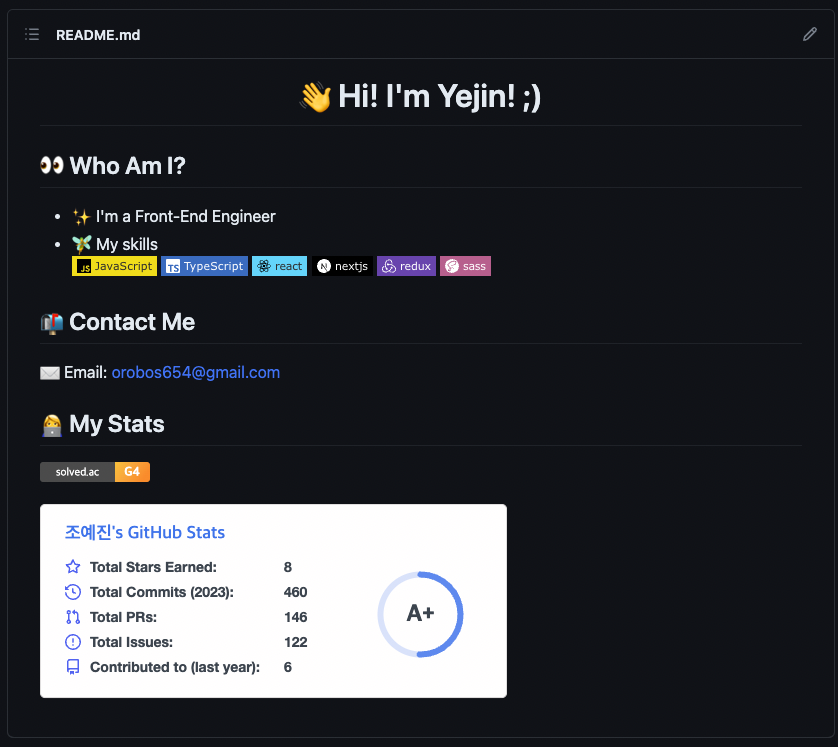 README.md
👋 Hi! I'm Yejin! ;)
👀 Who Am I?
✨ I'm a Front-End Engineer
🧚 My skills
JS JavaScript TS TypeScript react N nextjs redux sass
📬 Contact Me
✉️ Email: orobos654@gmail.com
👩‍💻 My Stats
solved.ac G4
조예진's GitHub Stats
Total Stars Earned: 8
Total Commits (2023): 460
Total PRs: 146
Total Issues: 122
Contributed to (last year): 6
A+